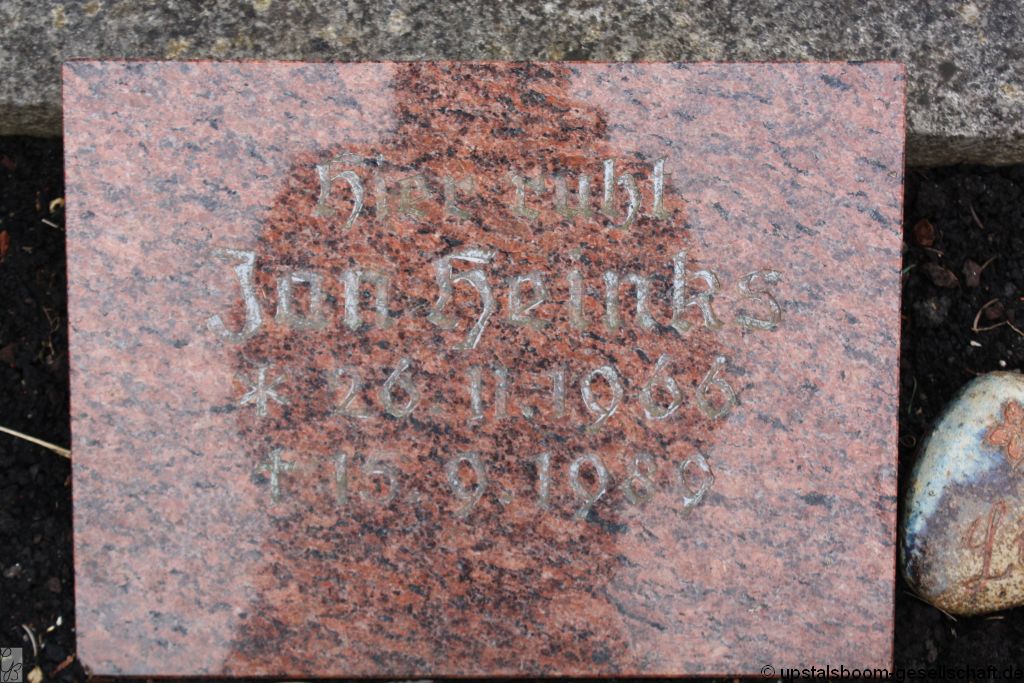 Hier ruht
Jan Heinks
* 26.11.1966
† 15.9.1989
© upstalsboom-gesellschaft.de